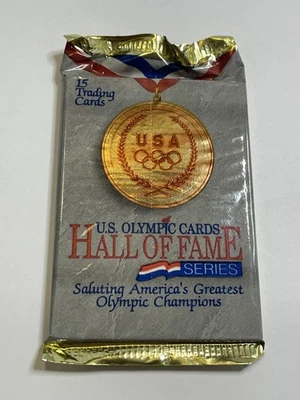 15
Trading
Cards
USA
U.S. OLYMPIC CARDS
HALL OF FAME
SERIES
Saluting America's Greatest
Olympic Champions